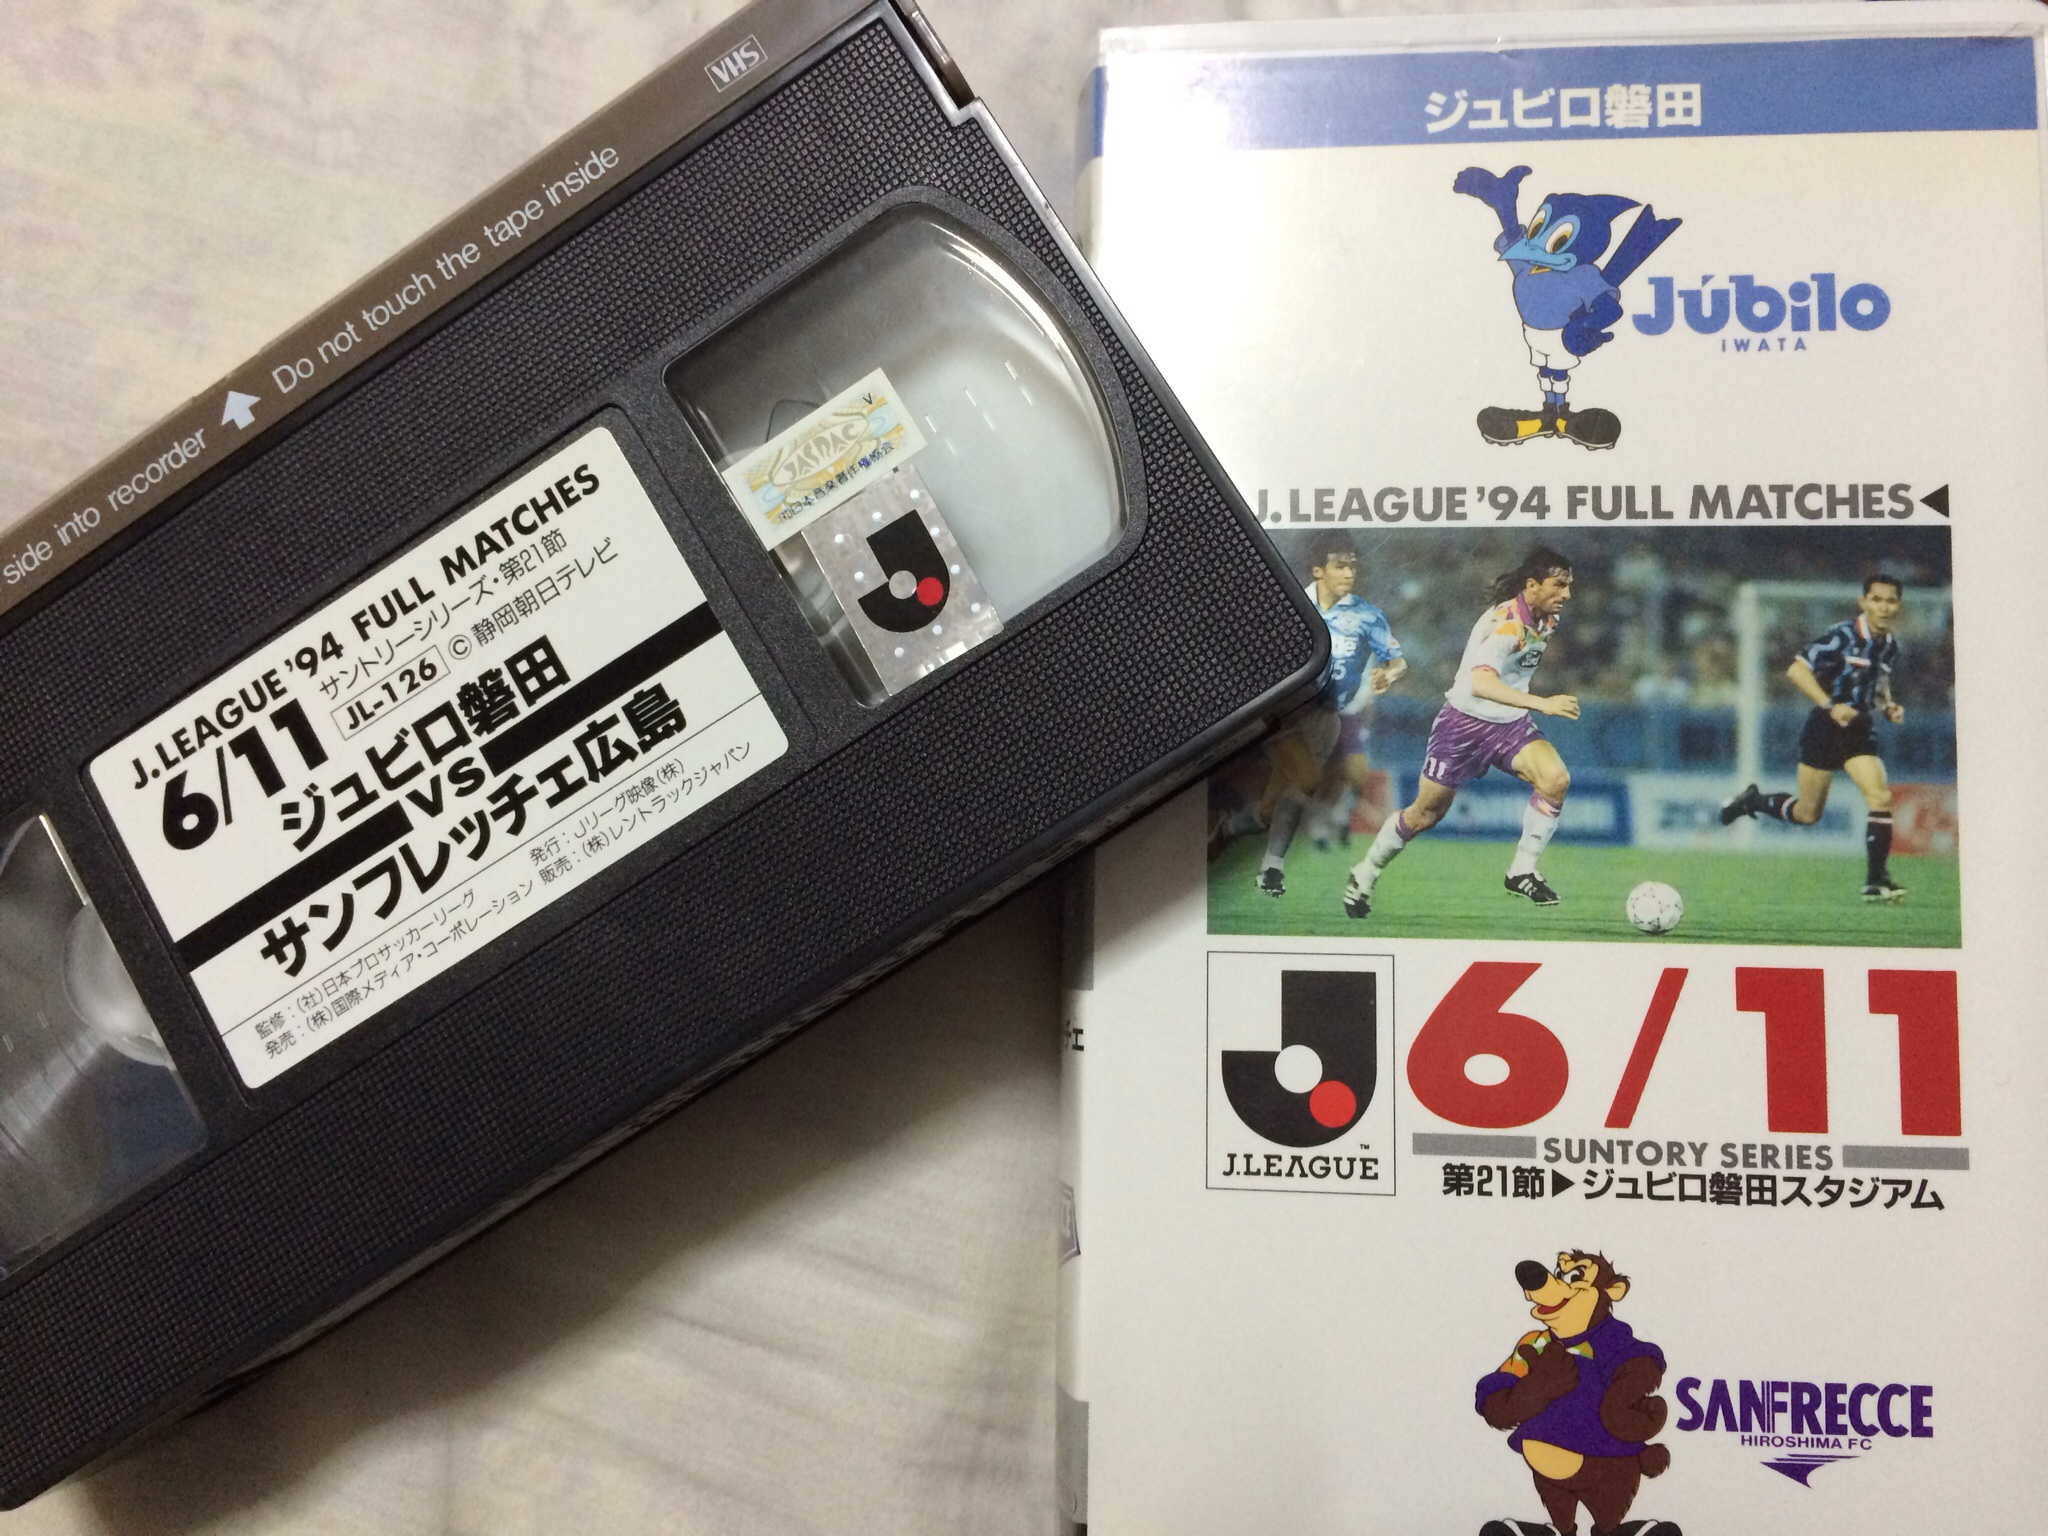 VHS
side into recorder ↑ Do not touch the tape inside
V
JASRAC
J.LEAGUE '94 FULL MATCHES
6/11
サントリーシリーズ・第21節
JL-126
©静岡朝日テレビ
ジュビロ磐田
VS
サンフレッチェ広島
監修:(社)日本プロサッカーリーグ 発行:Jリーグ映像(株)
発売:(株)国際メディア・コーポレーション 販売:(株)レントラックジャパン
ジュビロ磐田
Júbilo
IWATA
J.LEAGUE '94 FULL MATCHES◀
11
J.LEAGUE™
6/11
SUNTORY SERIES
第21節▶ジュビロ磐田スタジアム
SANFRECCE
HIROSHIMA FC
チェ